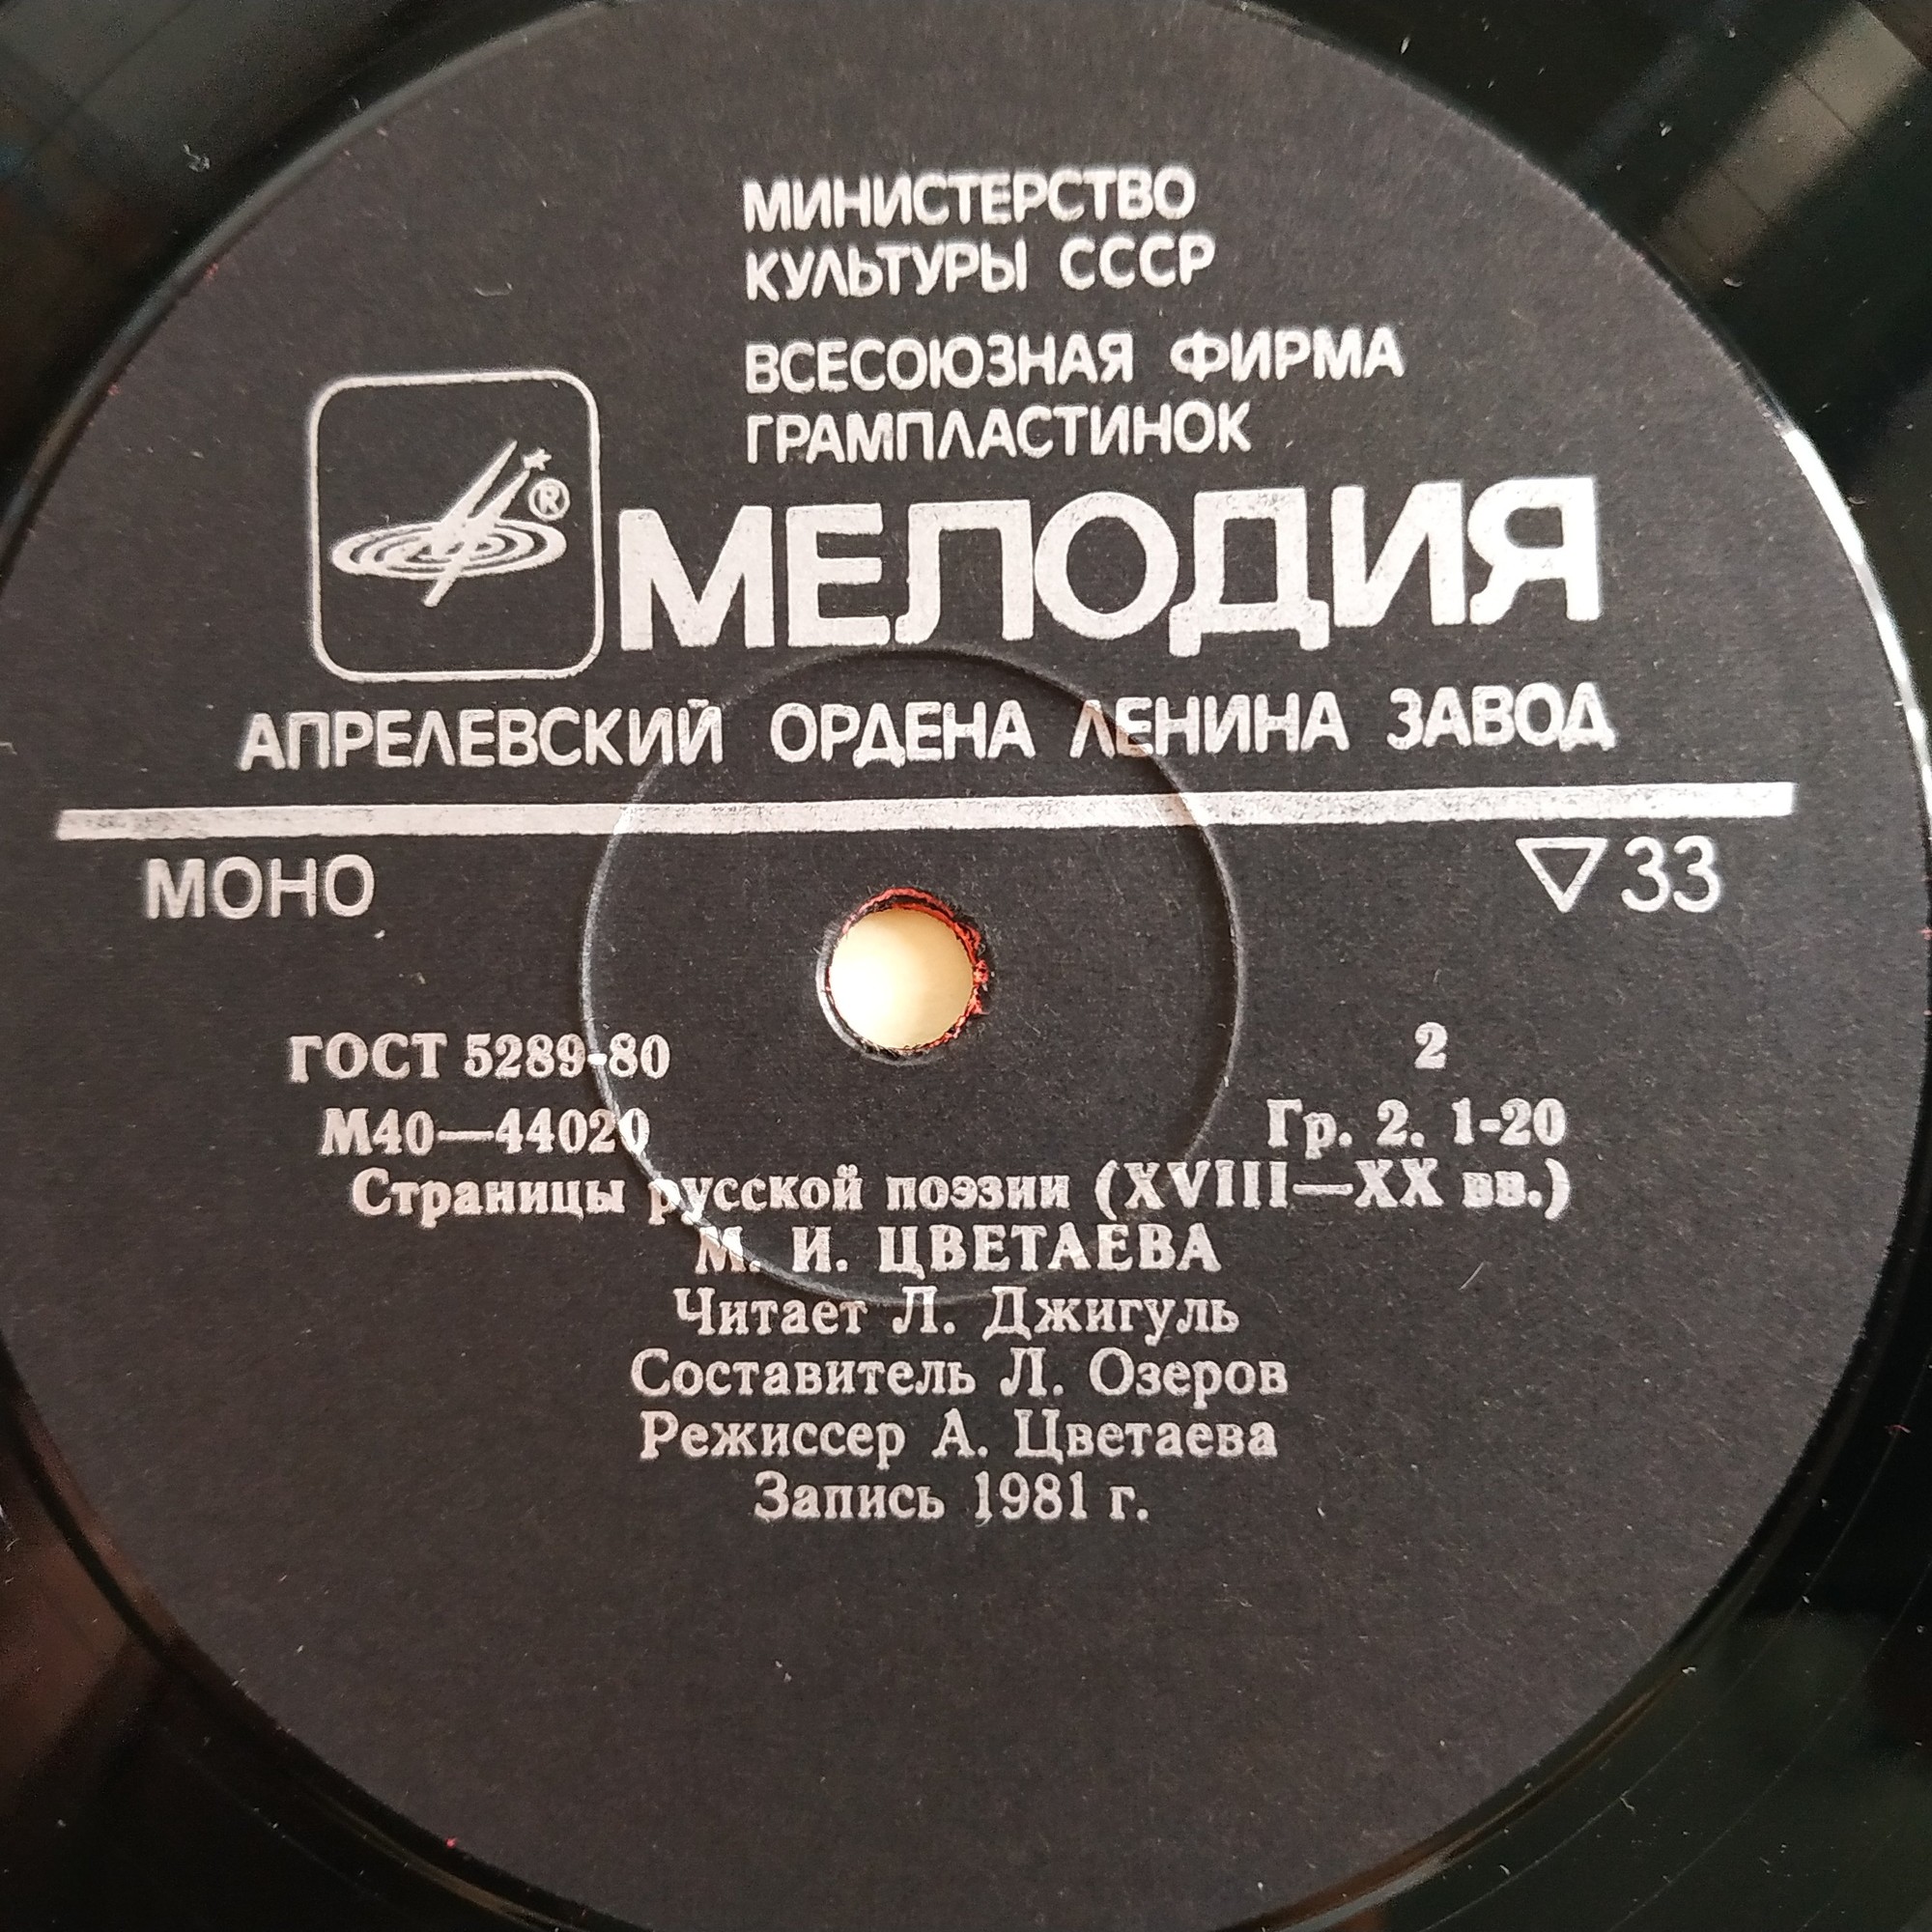 МИНИСТЕРСТВО
КУЛЬТУРЫ СССР
ВСЕСОЮЗНАЯ ФИРМА
ГРАМПЛАСТИНОК
®
МЕЛОДИЯ
АПРЕЛЕВСКИЙ ОРДЕНА ЛЕНИНА ЗАВОД
МОНО ▽33
ГОСТ 5289-80 2
М40—44020 Гр. 2. 1-20
Страницы русской поэзии (XVIII—XX вв.)
М. И. ЦВЕТАЕВА
Читает Л. Джигуль
Составитель Л. Озеров
Режиссер А. Цветаева
Запись 1981 г.